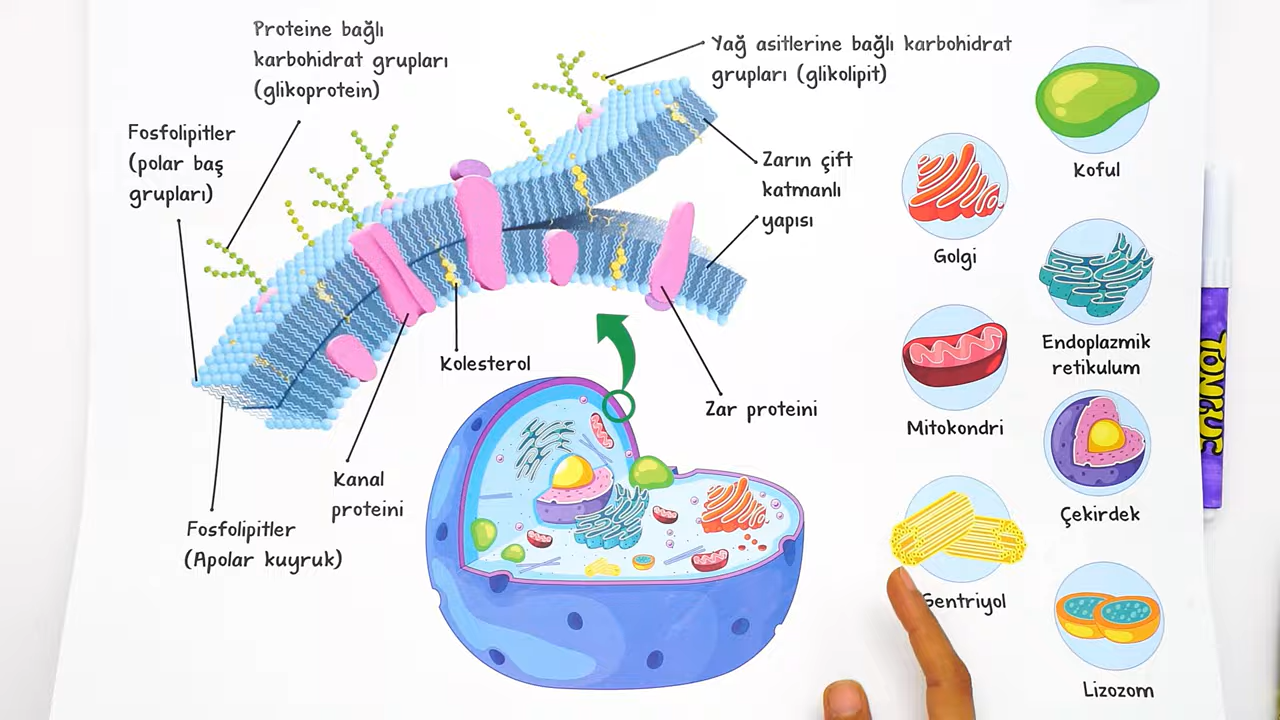 Proteine bağlı
karbohidrat grupları
(glikoprotein)
Yağ asitlerine bağlı karbohidrat
grupları (glikolipit)
Fosfolipitler
(polar baş
grupları)
Zarın çift
katmanlı
yapısı
Koful
Golgi
Endoplazmik
retikulum
Kolesterol
Zar proteini
Mitokondri
Kanal
proteini
Çekirdek
Fosfolipitler
(Apolar kuyruk)
Sentriyol
Lizozom
TONRUC